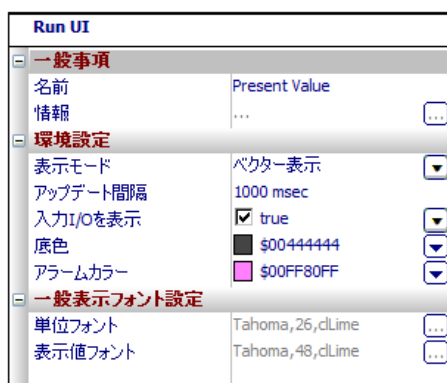 Run UI
一般事項
名前 Present Value
情報 ...
環境設定
表示モード ベクター表示
アップデート間隔 1000 msec
入力I/Oを表示 true
底色 $00444444
アラームカラー $00FF80FF
一般表示フォント設定
単位フォント Tahoma,26,clLime
表示値フォント Tahoma,48,clLime